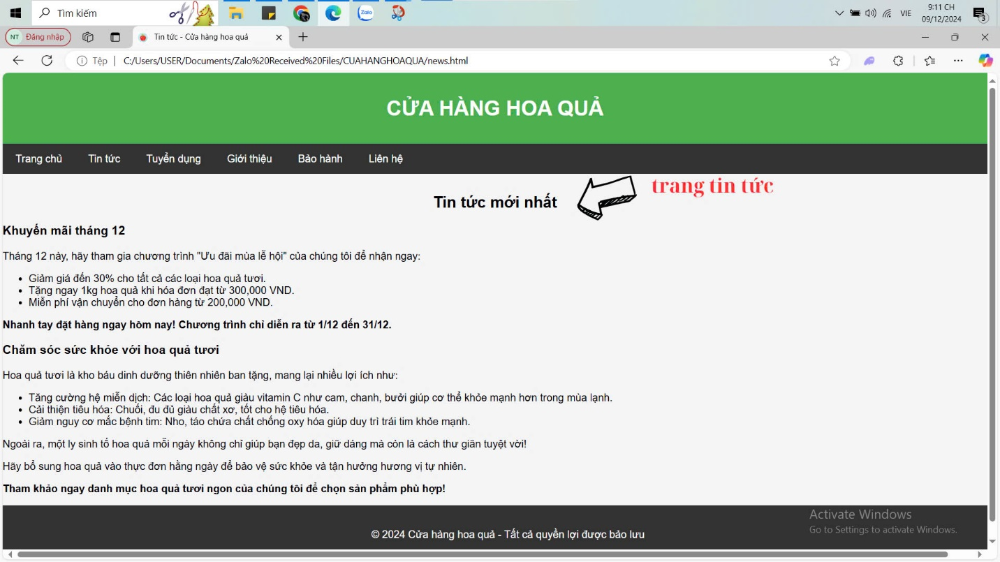 Tìm kiếm
Zalo
VIE
9:11 CH
09/12/2024
3
NT Đăng nhập
Tin tức - Cửa hàng hoa quả
Tệp
C:/Users/USER/Documents/Zalo%20Received%20Files/CUAHANGHOAQUA/news.html
CỬA HÀNG HOA QUẢ
Trang chủ Tin tức Tuyển dụng Giới thiệu Bảo hành Liên hệ
trang tin tức
Tin tức mới nhất
Khuyến mãi tháng 12
Tháng 12 này, hãy tham gia chương trình "Ưu đãi mùa lễ hội" của chúng tôi để nhận ngay:
• Giảm giá đến 30% cho tất cả các loại hoa quả tươi.
• Tặng ngay 1kg hoa quả khi hóa đơn đạt từ 300,000 VND.
• Miễn phí vận chuyển cho đơn hàng từ 200,000 VND.
Nhanh tay đặt hàng ngay hôm nay! Chương trình chỉ diễn ra từ 1/12 đến 31/12.
Chăm sóc sức khỏe với hoa quả tươi
Hoa quả tươi là kho báu dinh dưỡng thiên nhiên ban tặng, mang lại nhiều lợi ích như:
• Tăng cường hệ miễn dịch: Các loại hoa quả giàu vitamin C như cam, chanh, bưởi giúp cơ thể khỏe mạnh hơn trong mùa lạnh.
• Cải thiện tiêu hóa: Chuối, đu đủ giàu chất xơ, tốt cho hệ tiêu hóa.
• Giảm nguy cơ mắc bệnh tim: Nho, táo chứa chất chống oxy hóa giúp duy trì trái tim khỏe mạnh.
Ngoài ra, một ly sinh tố hoa quả mỗi ngày không chỉ giúp bạn đẹp da, giữ dáng mà còn là cách thư giãn tuyệt vời!
Hãy bổ sung hoa quả vào thực đơn hằng ngày để bảo vệ sức khỏe và tận hưởng hương vị tự nhiên.
Tham khảo ngay danh mục hoa quả tươi ngon của chúng tôi để chọn sản phẩm phù hợp!
Activate Windows
Go to Settings to activate Windows.
© 2024 Cửa hàng hoa quả - Tất cả quyền lợi được bảo lưu